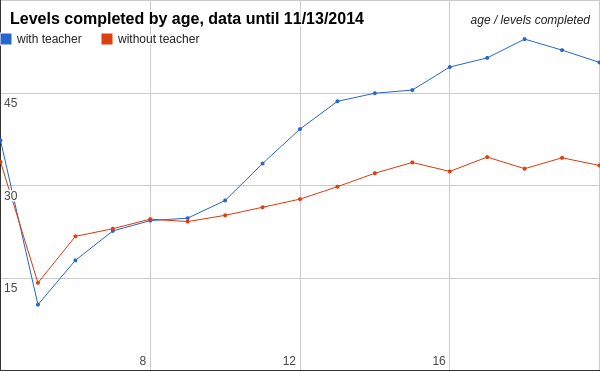 Levels completed by age, data until 11/13/2014
age / levels completed
with teacher
without teacher
45
30
15
8
12
16